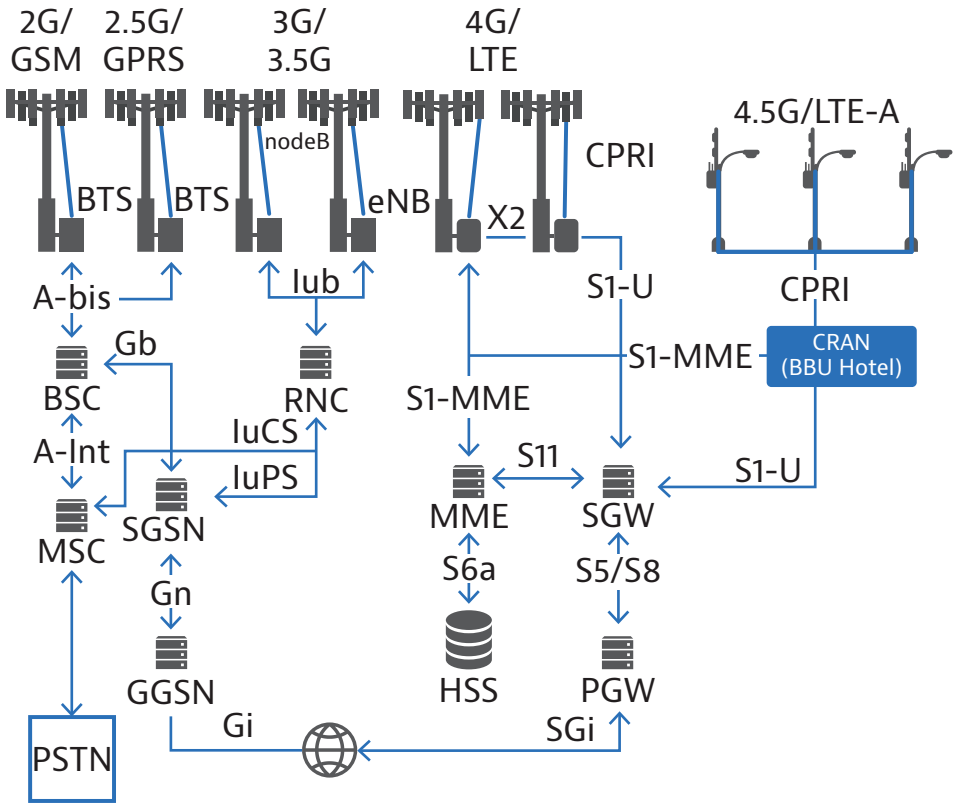 2G/
GSM
2.5G/
GPRS
3G/
3.5G
4G/
LTE
4.5G/LTE-A
nodeB
CPRI
BTS
BTS
eNB
X2
A-bis
Iub
S1-U
CPRI
Gb
S1-MME
CRAN
(BBU Hotel)
BSC
RNC
S1-MME
A-Int
IuCS
IuPS
S11
S1-U
MSC
SGSN
MME
SGW
Gn
S6a
S5/S8
GGSN
HSS
PGW
Gi
SGi
PSTN